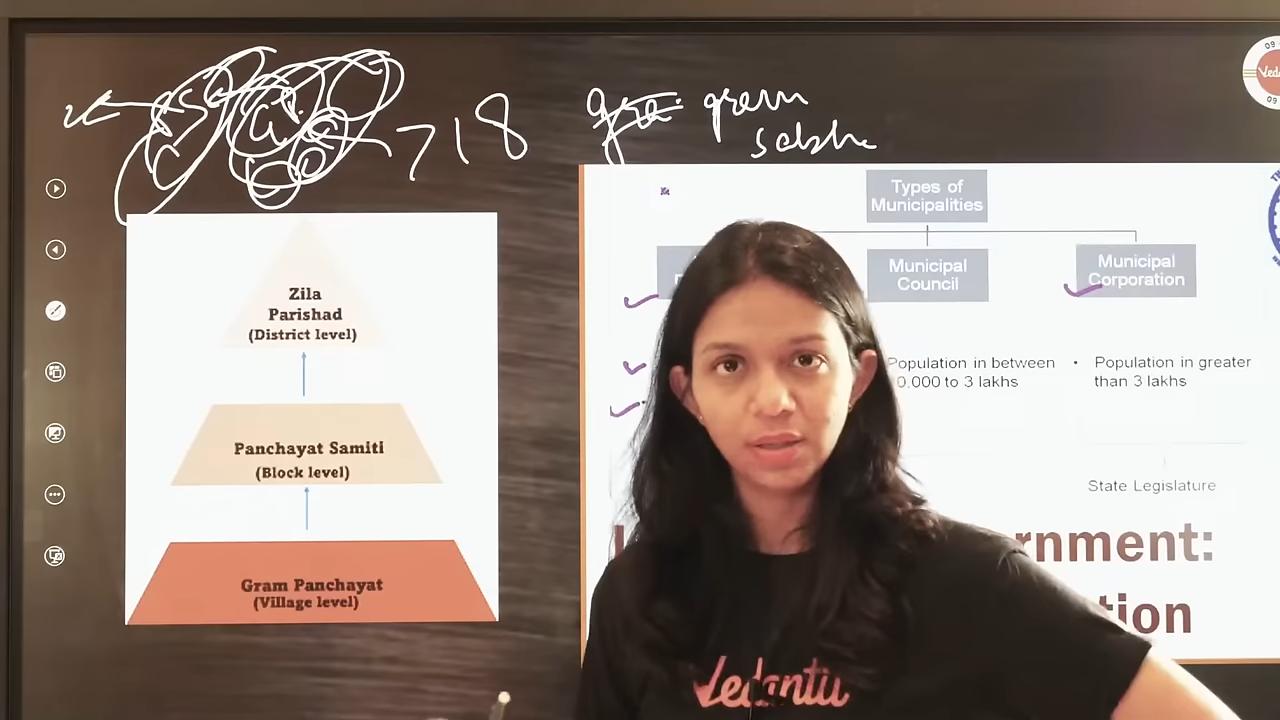 718 gram
sabha
Zila
Parishad
(District level)
Panchayat Samiti
(Block level)
Gram Panchayat
(Village level)
Types of
Municipalities
Municipal
Council
Municipal
Corporation
Population in between
0,000 to 3 lakhs
• Population in greater
than 3 lakhs
State Legislature
rnment:
tion
Vedantu